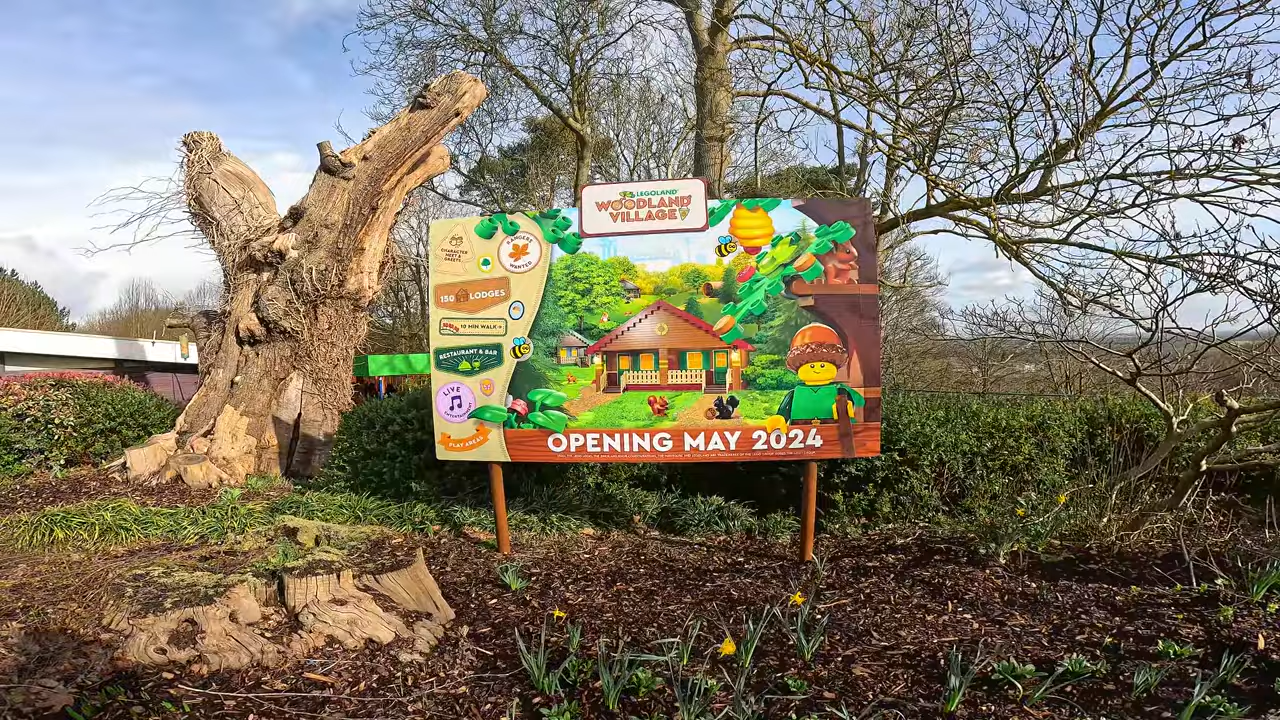 LEGOLAND
WOODLAND
VILLAGE
CHARACTER
MEET &
GREETS
RANGERS
WANTED
150 LODGES
10 MIN WALK
RESTAURANT & BAR
LIVE
ENTERTAINMENT
PLAY AREAS
OPENING MAY 2024